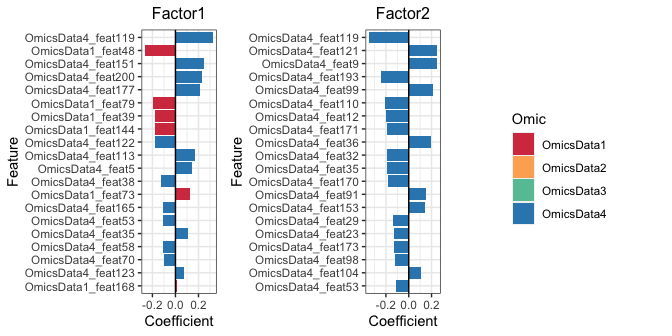 Factor1
OmicsData4_feat119
OmicsData1_feat48
OmicsData4_feat151
OmicsData4_feat200
OmicsData4_feat177
OmicsData1_feat79
OmicsData1_feat39
OmicsData1_feat144
OmicsData4_feat122
OmicsData4_feat113
OmicsData4_feat5
OmicsData4_feat38
OmicsData1_feat73
OmicsData4_feat165
OmicsData4_feat53
OmicsData4_feat35
OmicsData4_feat58
OmicsData4_feat70
OmicsData4_feat123
OmicsData1_feat168
Feature
-0.2 0.0 0.2
Coefficient
Factor2
OmicsData4_feat119
OmicsData4_feat121
OmicsData4_feat9
OmicsData4_feat193
OmicsData4_feat99
OmicsData4_feat110
OmicsData4_feat12
OmicsData4_feat171
OmicsData4_feat36
OmicsData4_feat32
OmicsData4_feat35
OmicsData4_feat170
OmicsData4_feat91
OmicsData4_feat153
OmicsData4_feat29
OmicsData4_feat23
OmicsData4_feat173
OmicsData4_feat98
OmicsData4_feat104
OmicsData4_feat53
Feature
-0.2 0.0 0.2
Coefficient
Omic
OmicsData1
OmicsData2
OmicsData3
OmicsData4